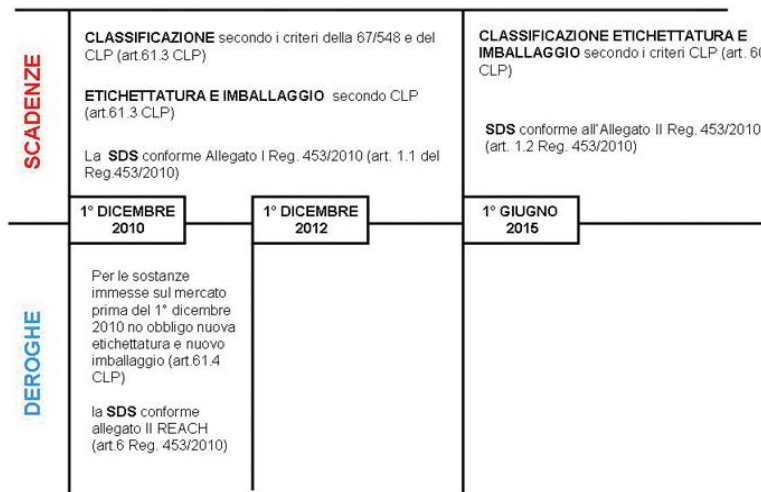 SCADENZE
CLASSIFICAZIONE secondo i criteri della 67/548 e del
CLP (art.61.3 CLP)
ETICHETTATURA E IMBALLAGGIO secondo CLP
(art.61.3 CLP)
La SDS conforme Allegato I Reg. 453/2010 (art. 1.1 del
Reg.453/2010)
CLASSIFICAZIONE ETICHETTATURA E
IMBALLAGGIO secondo i criteri CLP (art. 60
CLP)
SDS conforme all'Allegato II Reg. 453/2010
(art. 1.2 Reg. 453/2010)
1° DICEMBRE
2010
1° DICEMBRE
2012
1° GIUGNO
2015
DEROGHE
Per le sostanze
immesse sul mercato
prima del 1° dicembre
2010 no obbligo nuova
etichettatura e nuovo
imballaggio (art.61.4
CLP)
la SDS conforme
allegato II REACH
(art.6 Reg. 453/2010)